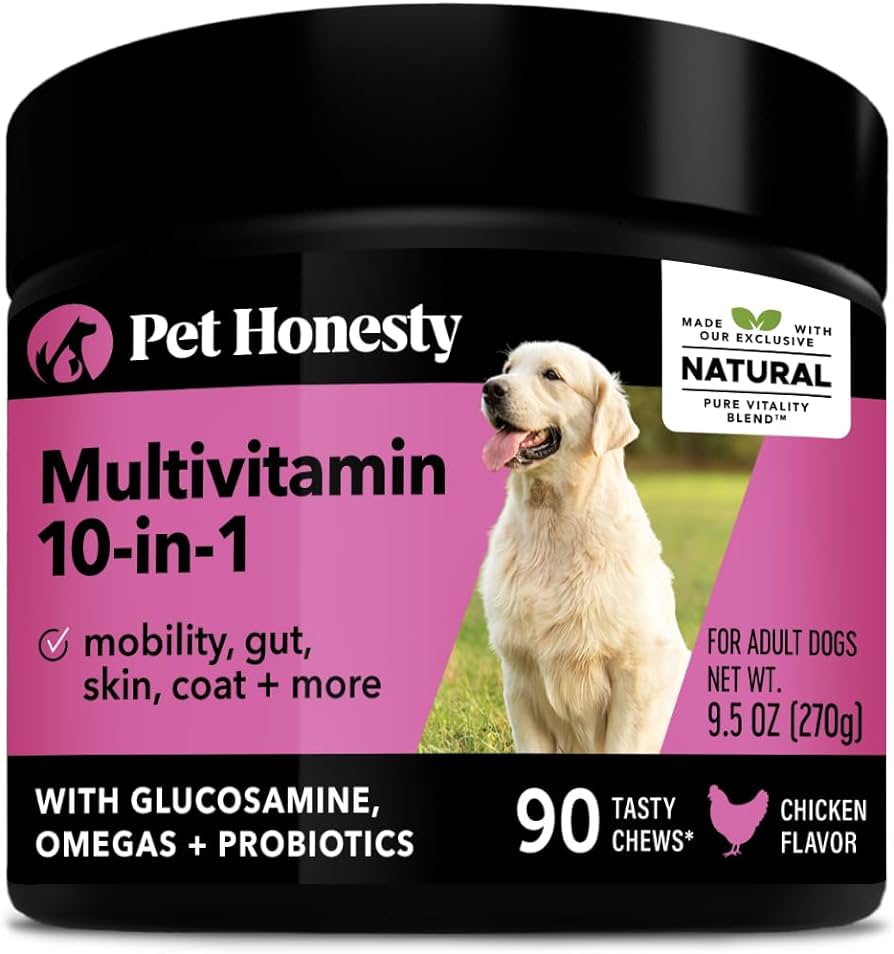 Pet Honesty
MADE WITH
OUR EXCLUSIVE
NATURAL
PURE VITALITY
BLEND™
Multivitamin
10-in-1
mobility, gut,
skin, coat + more
FOR ADULT DOGS
NET WT.
9.5 OZ (270g)
WITH GLUCOSAMINE,
OMEGAS + PROBIOTICS
90 TASTY
CHEWS*
CHICKEN
FLAVOR